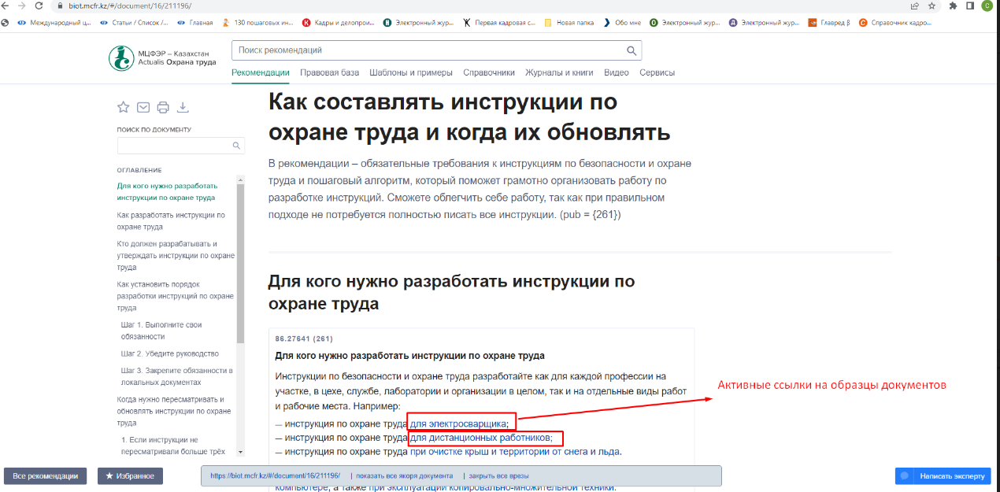 biot.mcfr.kz/#/document/16/211196/
С
Международный ц...
Статьи / Список /...
Главная
130 пошаговых ин...
Кадры и делопрои...
Электронный жур...
Первая кадровая с...
Новая папка
Обо мне
Электронный жур...
Электронный жур...
Главред β
Справочник кадро...
МЦФЭР – Казахстан
Actualis Охрана труда
Поиск рекомендаций
Рекомендации Правовая база Шаблоны и примеры Справочники Журналы и книги Видео Сервисы
Как составлять инструкции по
охране труда и когда их обновлять
В рекомендации – обязательные требования к инструкциям по безопасности и охране
труда и пошаговый алгоритм, который поможет грамотно организовать работу по
разработке инструкций. Сможете облегчить себе работу, так как при правильном
подходе не потребуется полностью писать все инструкции. (pub = {261})
ПОИСК ПО ДОКУМЕНТУ
ОГЛАВЛЕНИЕ
Для кого нужно разработать
инструкции по охране труда
Как разработать инструкции по
охране труда
Кто должен разрабатывать и
утверждать инструкции по охране
труда
Как установить порядок
разработки инструкций по охране
труда
Шаг 1. Выполните свои
обязанности
Шаг 2. Убедите руководство
Шаг 3. Закрепите обязанности в
локальных документах
Когда нужно пересматривать и
обновлять инструкции по охране
труда
1. Если инструкции не
пересматривали больше трёх
Для кого нужно разработать инструкции по
охране труда
86.27641 (261)
Для кого нужно разработать инструкции по охране труда
Инструкции по безопасности и охране труда разработайте как для каждой профессии на
участке, в цехе, службе, лаборатории и организации в целом, так и на отдельные виды работ
и рабочие места. Например:
— инструкция по охране труда для электросварщика;
— инструкция по охране труда для дистанционных работников;
— инструкция по охране труда при очистке крыш и территории от снега и льда.
Активные ссылки на образцы документов
Все рекомендации
★ Избранное
https://biot.mcfr.kz/#/document/16/211196/ | показать все якоря документа | закрыть все врезы
Написать эксперту
компьютере, а также при эксплуатации копировально-множительной техники.